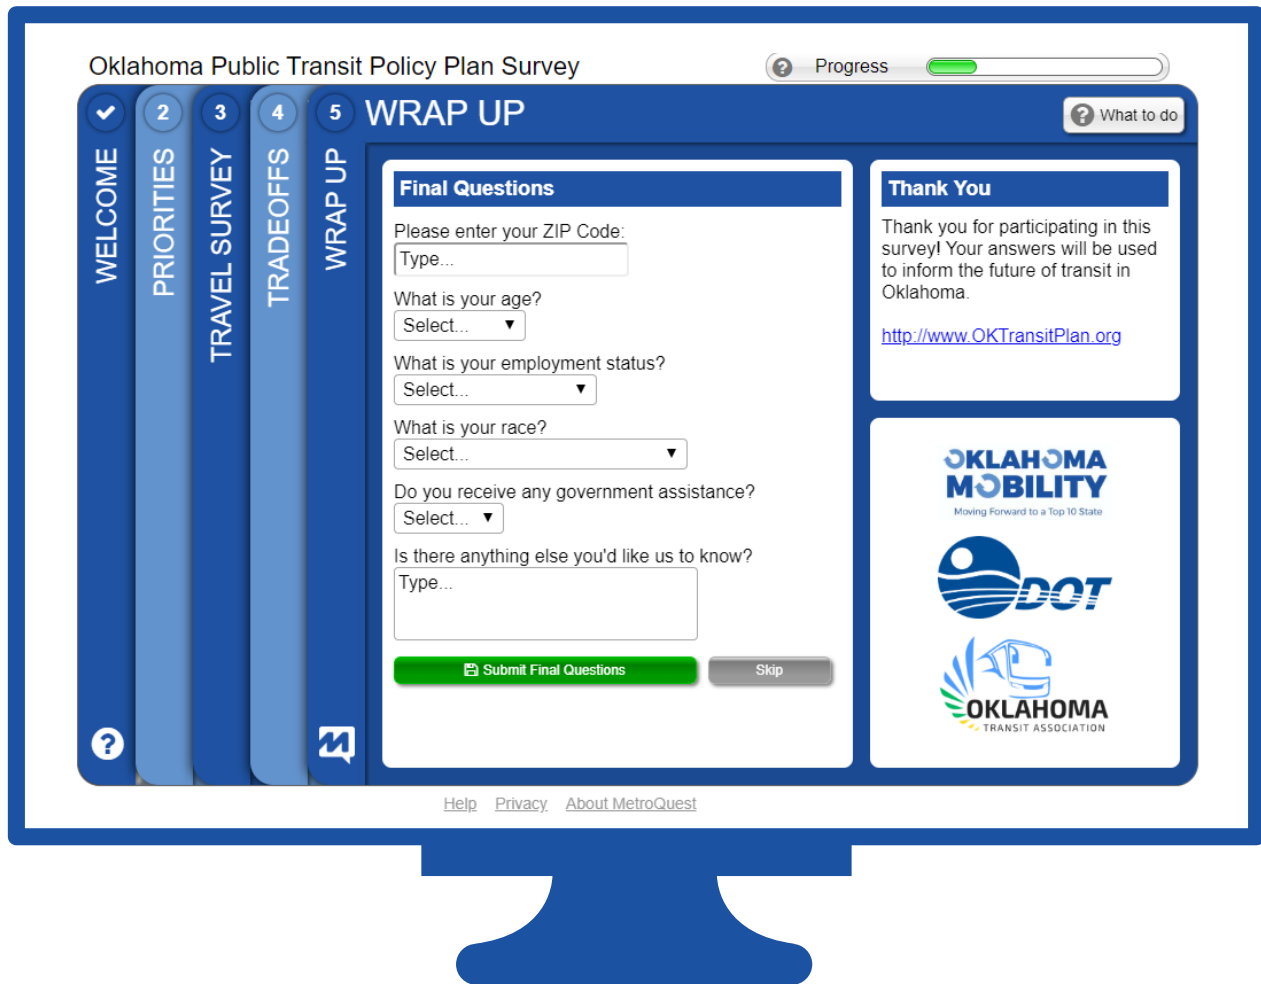 Oklahoma Public Transit Policy Plan Survey
Progress
WELCOME
2
PRIORITIES
3
TRAVEL SURVEY
4
TRADEOFFS
5
WRAP UP
WRAP UP
What to do
Final Questions
Please enter your ZIP Code:
Type...
What is your age?
Select...
What is your employment status?
Select...
What is your race?
Select...
Do you receive any government assistance?
Select...
Is there anything else you'd like us to know?
Type...
Submit Final Questions
Skip
Thank You
Thank you for participating in this
survey! Your answers will be used
to inform the future of transit in
Oklahoma.
http://www.OKTransitPlan.org
OKLAHOMA
MOBILITY
Moving Forward to a Top 10 State
DOT
OKLAHOMA
TRANSIT ASSOCIATION
Help Privacy About MetroQuest